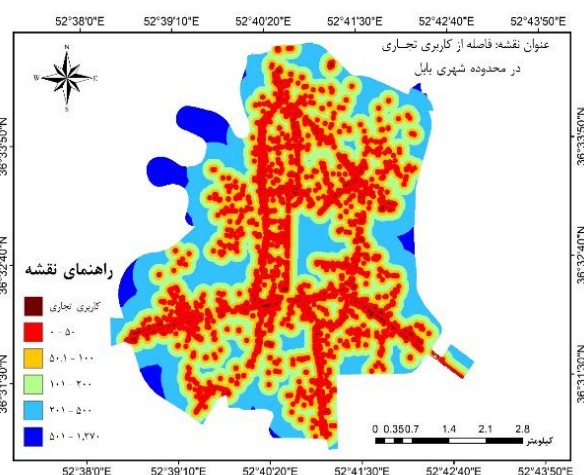 52°38'0"E 52°39'10"E 52°40'20"E 52°41'30"E 52°42'40"E 52°43'50"E
عنوان نقشه: فاصله از کاربری تجاری
در محدوده شهری بابل
N
W E
S
36°33'50"N 36°33'50"N
36°32'40"N 36°32'40"N
36°31'30"N 36°31'30"N
راهنمای نقشه
کاربری تجاری
۰ - ۵۰
۵۰.۱ - ۱۰۰
۱۰۱ - ۲۰۰
۲۰۱ - ۵۰۰
۵۰۱ - ۱,۲۷۰
0 0.350.7 1.4 2.1 2.8
کیلومتر
52°38'0"E 52°39'10"E 52°40'20"E 52°41'30"E 52°42'40"E 52°43'50"E